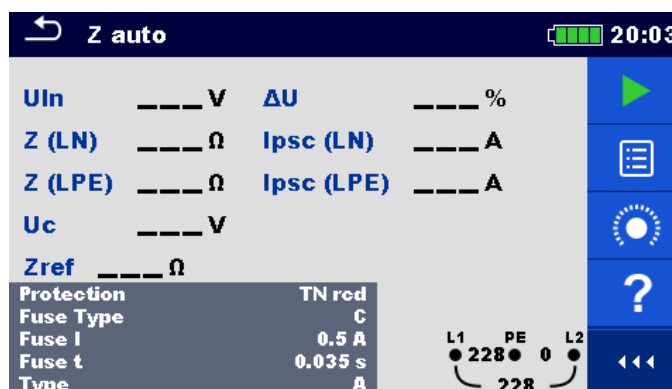 Z auto 20:03
Uln ___V ΔU ___%
Z (LN) ___Ω Ipsc (LN) ___A
Z (LPE) ___Ω Ipsc (LPE) ___A
Uc ___V
Zref ___Ω
Protection TN rcd
Fuse Type C
Fuse I 0.5 A
Fuse t 0.035 s
Type A
L1 PE L2
228 0
228
?